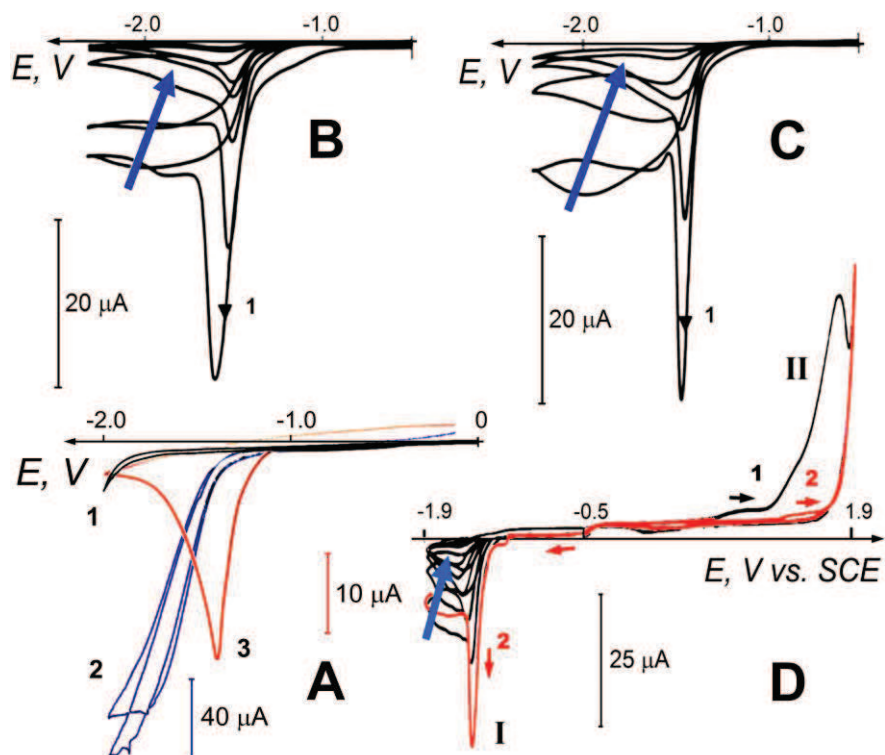 -2.0 -1.0
E, V
B
20 μA
1
-2.0 -1.0
E, V
C
20 μA
1
-2.0 -1.0 0
E, V
1
2
3
10 μA
40 μA
A
II
1
2
-1.9 -0.5 1.9
E, V vs. SCE
2
25 μA
I
D